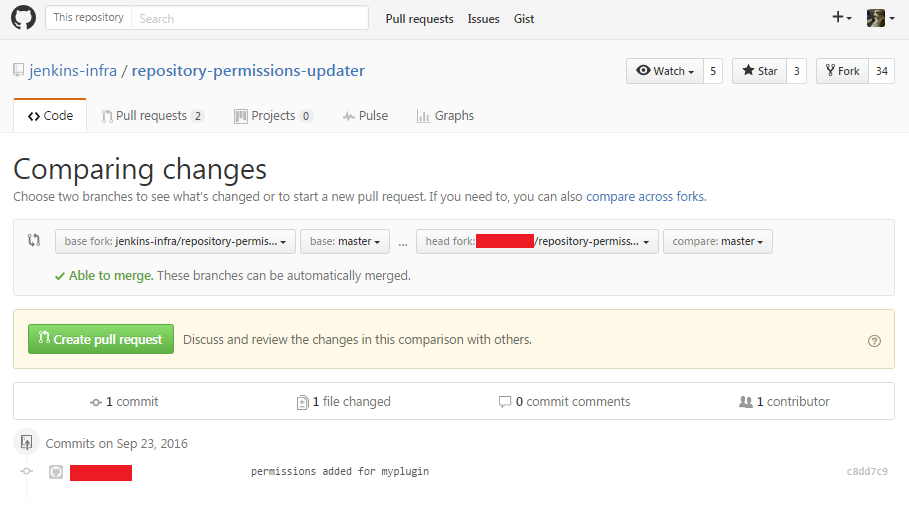 This repository Search Pull requests Issues Gist
jenkins-infra / repository-permissions-updater Watch 5 Star 3 Fork 34
Code Pull requests 2 Projects 0 Pulse Graphs
Comparing changes
Choose two branches to see what's changed or to start a new pull request. If you need to, you can also compare across forks.
base fork: jenkins-infra/repository-permis... base: master ... head fork: /repository-permiss... compare: master
Able to merge. These branches can be automatically merged.
Create pull request Discuss and review the changes in this comparison with others.
1 commit 1 file changed 0 commit comments 1 contributor
Commits on Sep 23, 2016
permissions added for myplugin c8dd7c9